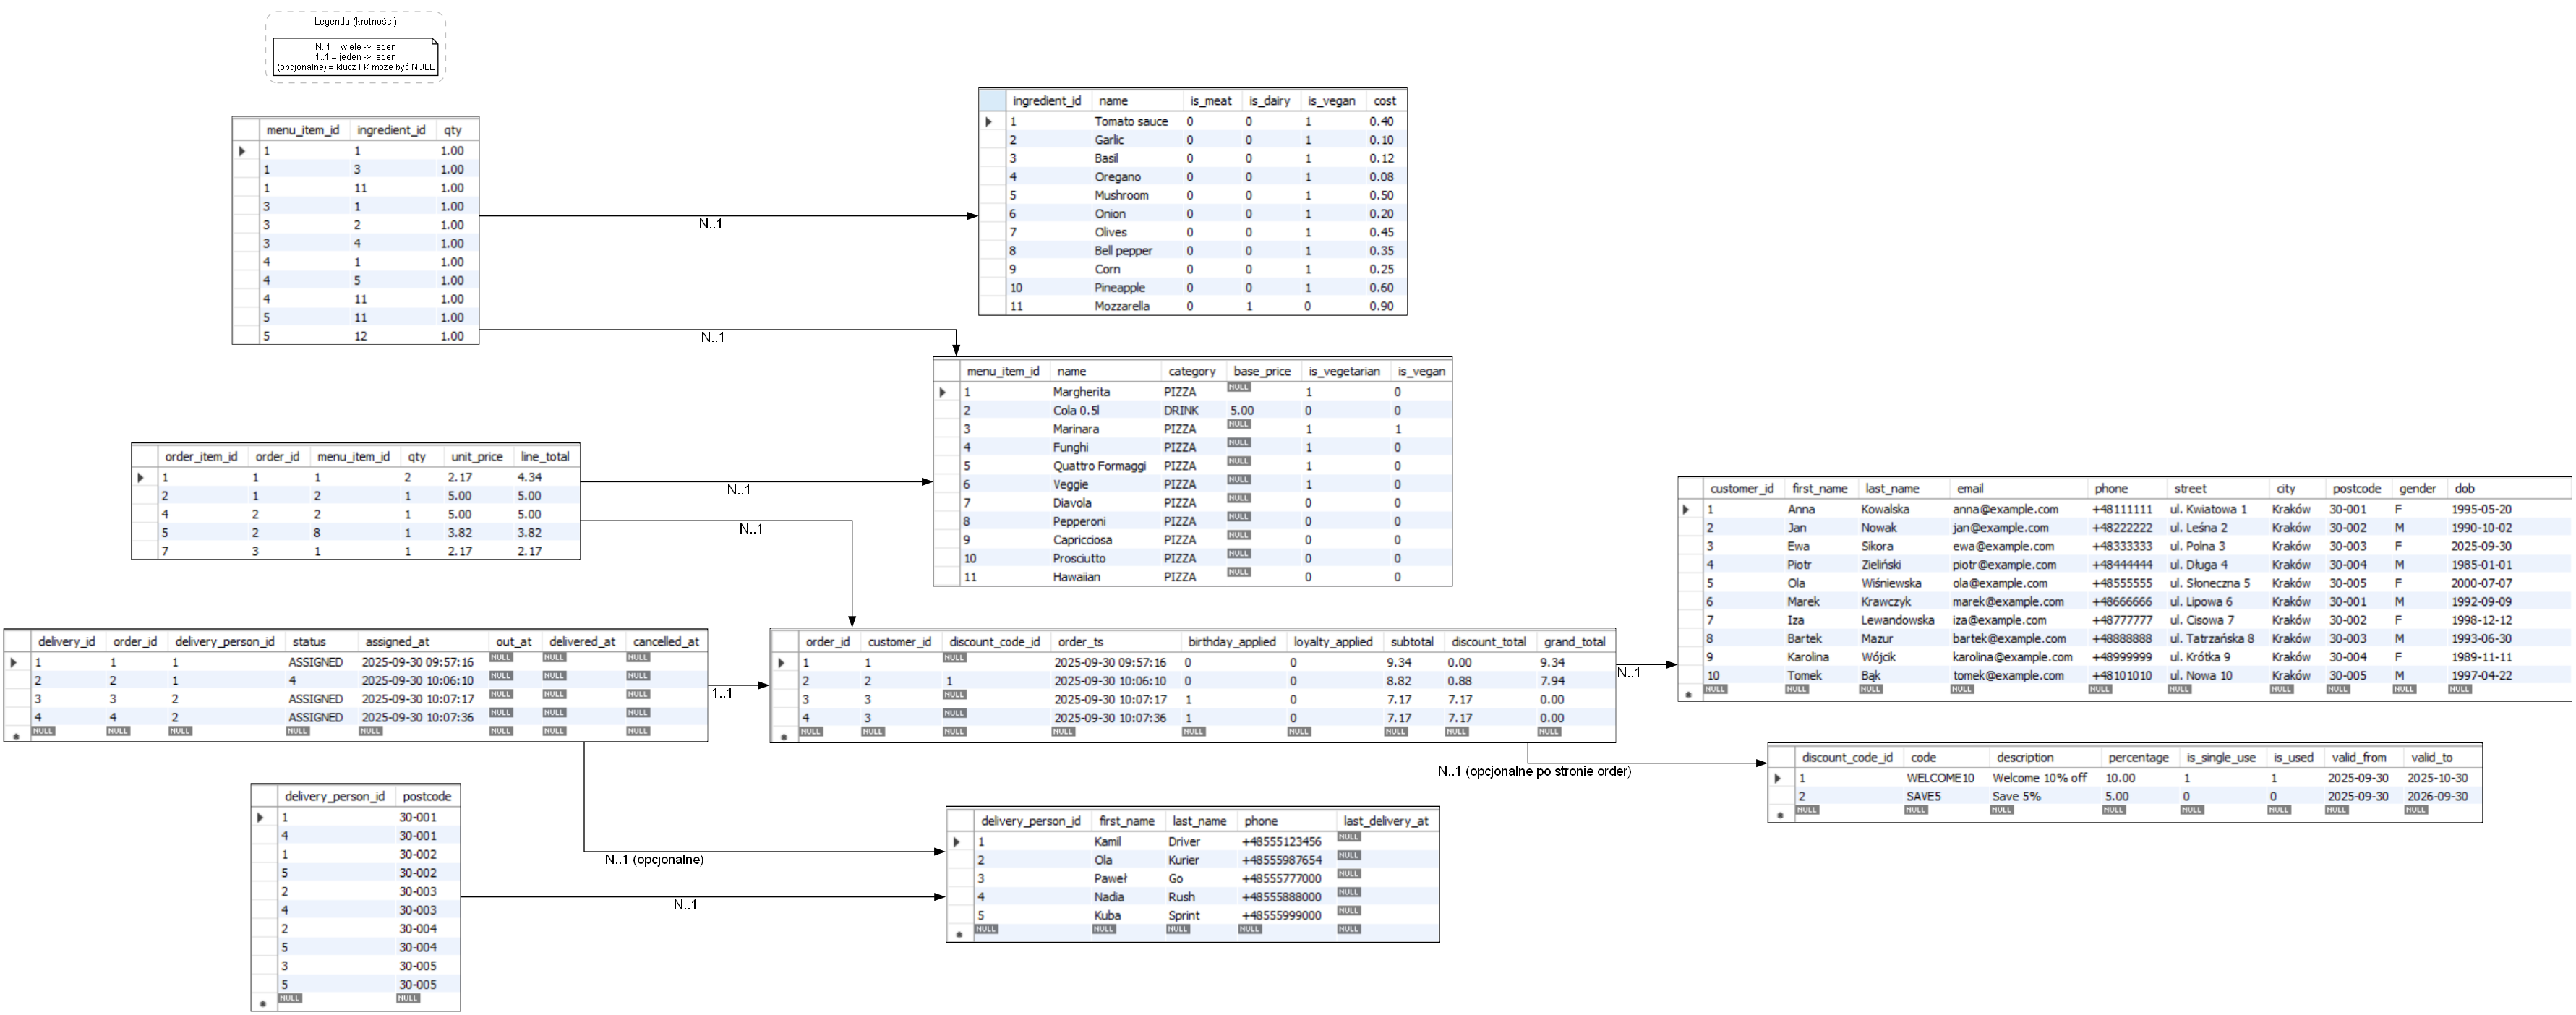 Legenda (krotności)
N..1 = wiele -> jeden
1..1 = jeden -> jeden
(opcjonalne) = klucz FK może być NULL
menu_item_id ingredient_id qty
1 1 1.00
1 3 1.00
1 11 1.00
3 1 1.00
3 2 1.00
3 4 1.00
4 1 1.00
4 5 1.00
4 11 1.00
5 11 1.00
5 12 1.00
N..1
N..1
ingredient_id name is_meat is_dairy is_vegan cost
1 Tomato sauce 0 0 1 0.40
2 Garlic 0 0 1 0.10
3 Basil 0 0 1 0.12
4 Oregano 0 0 1 0.08
5 Mushroom 0 0 1 0.50
6 Onion 0 0 1 0.20
7 Olives 0 0 1 0.45
8 Bell pepper 0 0 1 0.35
9 Corn 0 0 1 0.25
10 Pineapple 0 0 1 0.60
11 Mozzarella 0 1 0 0.90
menu_item_id name category base_price is_vegetarian is_vegan
1 Margherita PIZZA NULL 1 0
2 Cola 0.5l DRINK 5.00 0 0
3 Marinara PIZZA NULL 1 1
4 Funghi PIZZA NULL 1 0
5 Quattro Formaggi PIZZA NULL 1 0
6 Veggie PIZZA NULL 1 0
7 Diavola PIZZA NULL 0 0
8 Pepperoni PIZZA NULL 0 0
9 Capricciosa PIZZA NULL 0 0
10 Prosciutto PIZZA NULL 0 0
11 Hawaiian PIZZA NULL 0 0
order_item_id order_id menu_item_id qty unit_price line_total
1 1 1 2 2.17 4.34
2 1 2 1 5.00 5.00
4 2 2 1 5.00 5.00
5 2 8 1 3.82 3.82
7 3 1 1 2.17 2.17
N..1
N..1
customer_id first_name last_name email phone street city postcode gender dob
1 Anna Kowalska anna@example.com +48111111 ul. Kwiatowa 1 Kraków 30-001 F 1995-05-20
2 Jan Nowak jan@example.com +48222222 ul. Leśna 2 Kraków 30-002 M 1990-10-02
3 Ewa Sikora ewa@example.com +48333333 ul. Polna 3 Kraków 30-003 F 2025-09-30
4 Piotr Zieliński piotr@example.com +48444444 ul. Długa 4 Kraków 30-004 M 1985-01-01
5 Ola Wiśniewska ola@example.com +48555555 ul. Słoneczna 5 Kraków 30-005 F 2000-07-07
6 Marek Krawczyk marek@example.com +48666666 ul. Lipowa 6 Kraków 30-001 M 1992-09-09
7 Iza Lewandowska iza@example.com +48777777 ul. Cisowa 7 Kraków 30-002 F 1998-12-12
8 Bartek Mazur bartek@example.com +48888888 ul. Tatrzańska 8 Kraków 30-003 M 1993-06-30
9 Karolina Wójcik karolina@example.com +48999999 ul. Krótka 9 Kraków 30-004 F 1989-11-11
10 Tomek Bąk tomek@example.com +48101010 ul. Nowa 10 Kraków 30-005 M 1997-04-22
NULL NULL NULL NULL NULL NULL NULL NULL NULL NULL
delivery_id order_id delivery_person_id status assigned_at out_at delivered_at cancelled_at
1 1 1 ASSIGNED 2025-09-30 09:57:16 NULL NULL NULL
2 2 1 4 2025-09-30 10:06:10 NULL NULL NULL
3 3 2 ASSIGNED 2025-09-30 10:07:17 NULL NULL NULL
4 4 2 ASSIGNED 2025-09-30 10:07:36 NULL NULL NULL
NULL NULL NULL NULL NULL NULL NULL NULL
1..1
order_id customer_id discount_code_id order_ts birthday_applied loyalty_applied subtotal discount_total grand_total
1 1 NULL 2025-09-30 09:57:16 0 0 9.34 0.00 9.34
2 2 1 2025-09-30 10:06:10 0 0 8.82 0.88 7.94
3 3 NULL 2025-09-30 10:07:17 1 0 7.17 7.17 0.00
4 3 NULL 2025-09-30 10:07:36 1 0 7.17 7.17 0.00
NULL NULL NULL NULL NULL NULL NULL NULL NULL
N..1
N..1 (opcjonalne po stronie order)
discount_code_id code description percentage is_single_use is_used valid_from valid_to
1 WELCOME10 Welcome 10% off 10.00 1 1 2025-09-30 2025-10-30
2 SAVE5 Save 5% 5.00 0 0 2025-09-30 2026-09-30
NULL NULL NULL NULL NULL NULL NULL NULL
delivery_person_id postcode
1 30-001
4 30-001
1 30-002
5 30-002
2 30-003
4 30-003
2 30-004
5 30-004
3 30-005
5 30-005
NULL NULL
N..1 (opcjonalne)
N..1
delivery_person_id first_name last_name phone last_delivery_at
1 Kamil Driver +48555123456 NULL
2 Ola Kurier +48555987654 NULL
3 Paweł Go +48555777000 NULL
4 Nadia Rush +48555888000 NULL
5 Kuba Sprint +48555999000 NULL
NULL NULL NULL NULL NULL